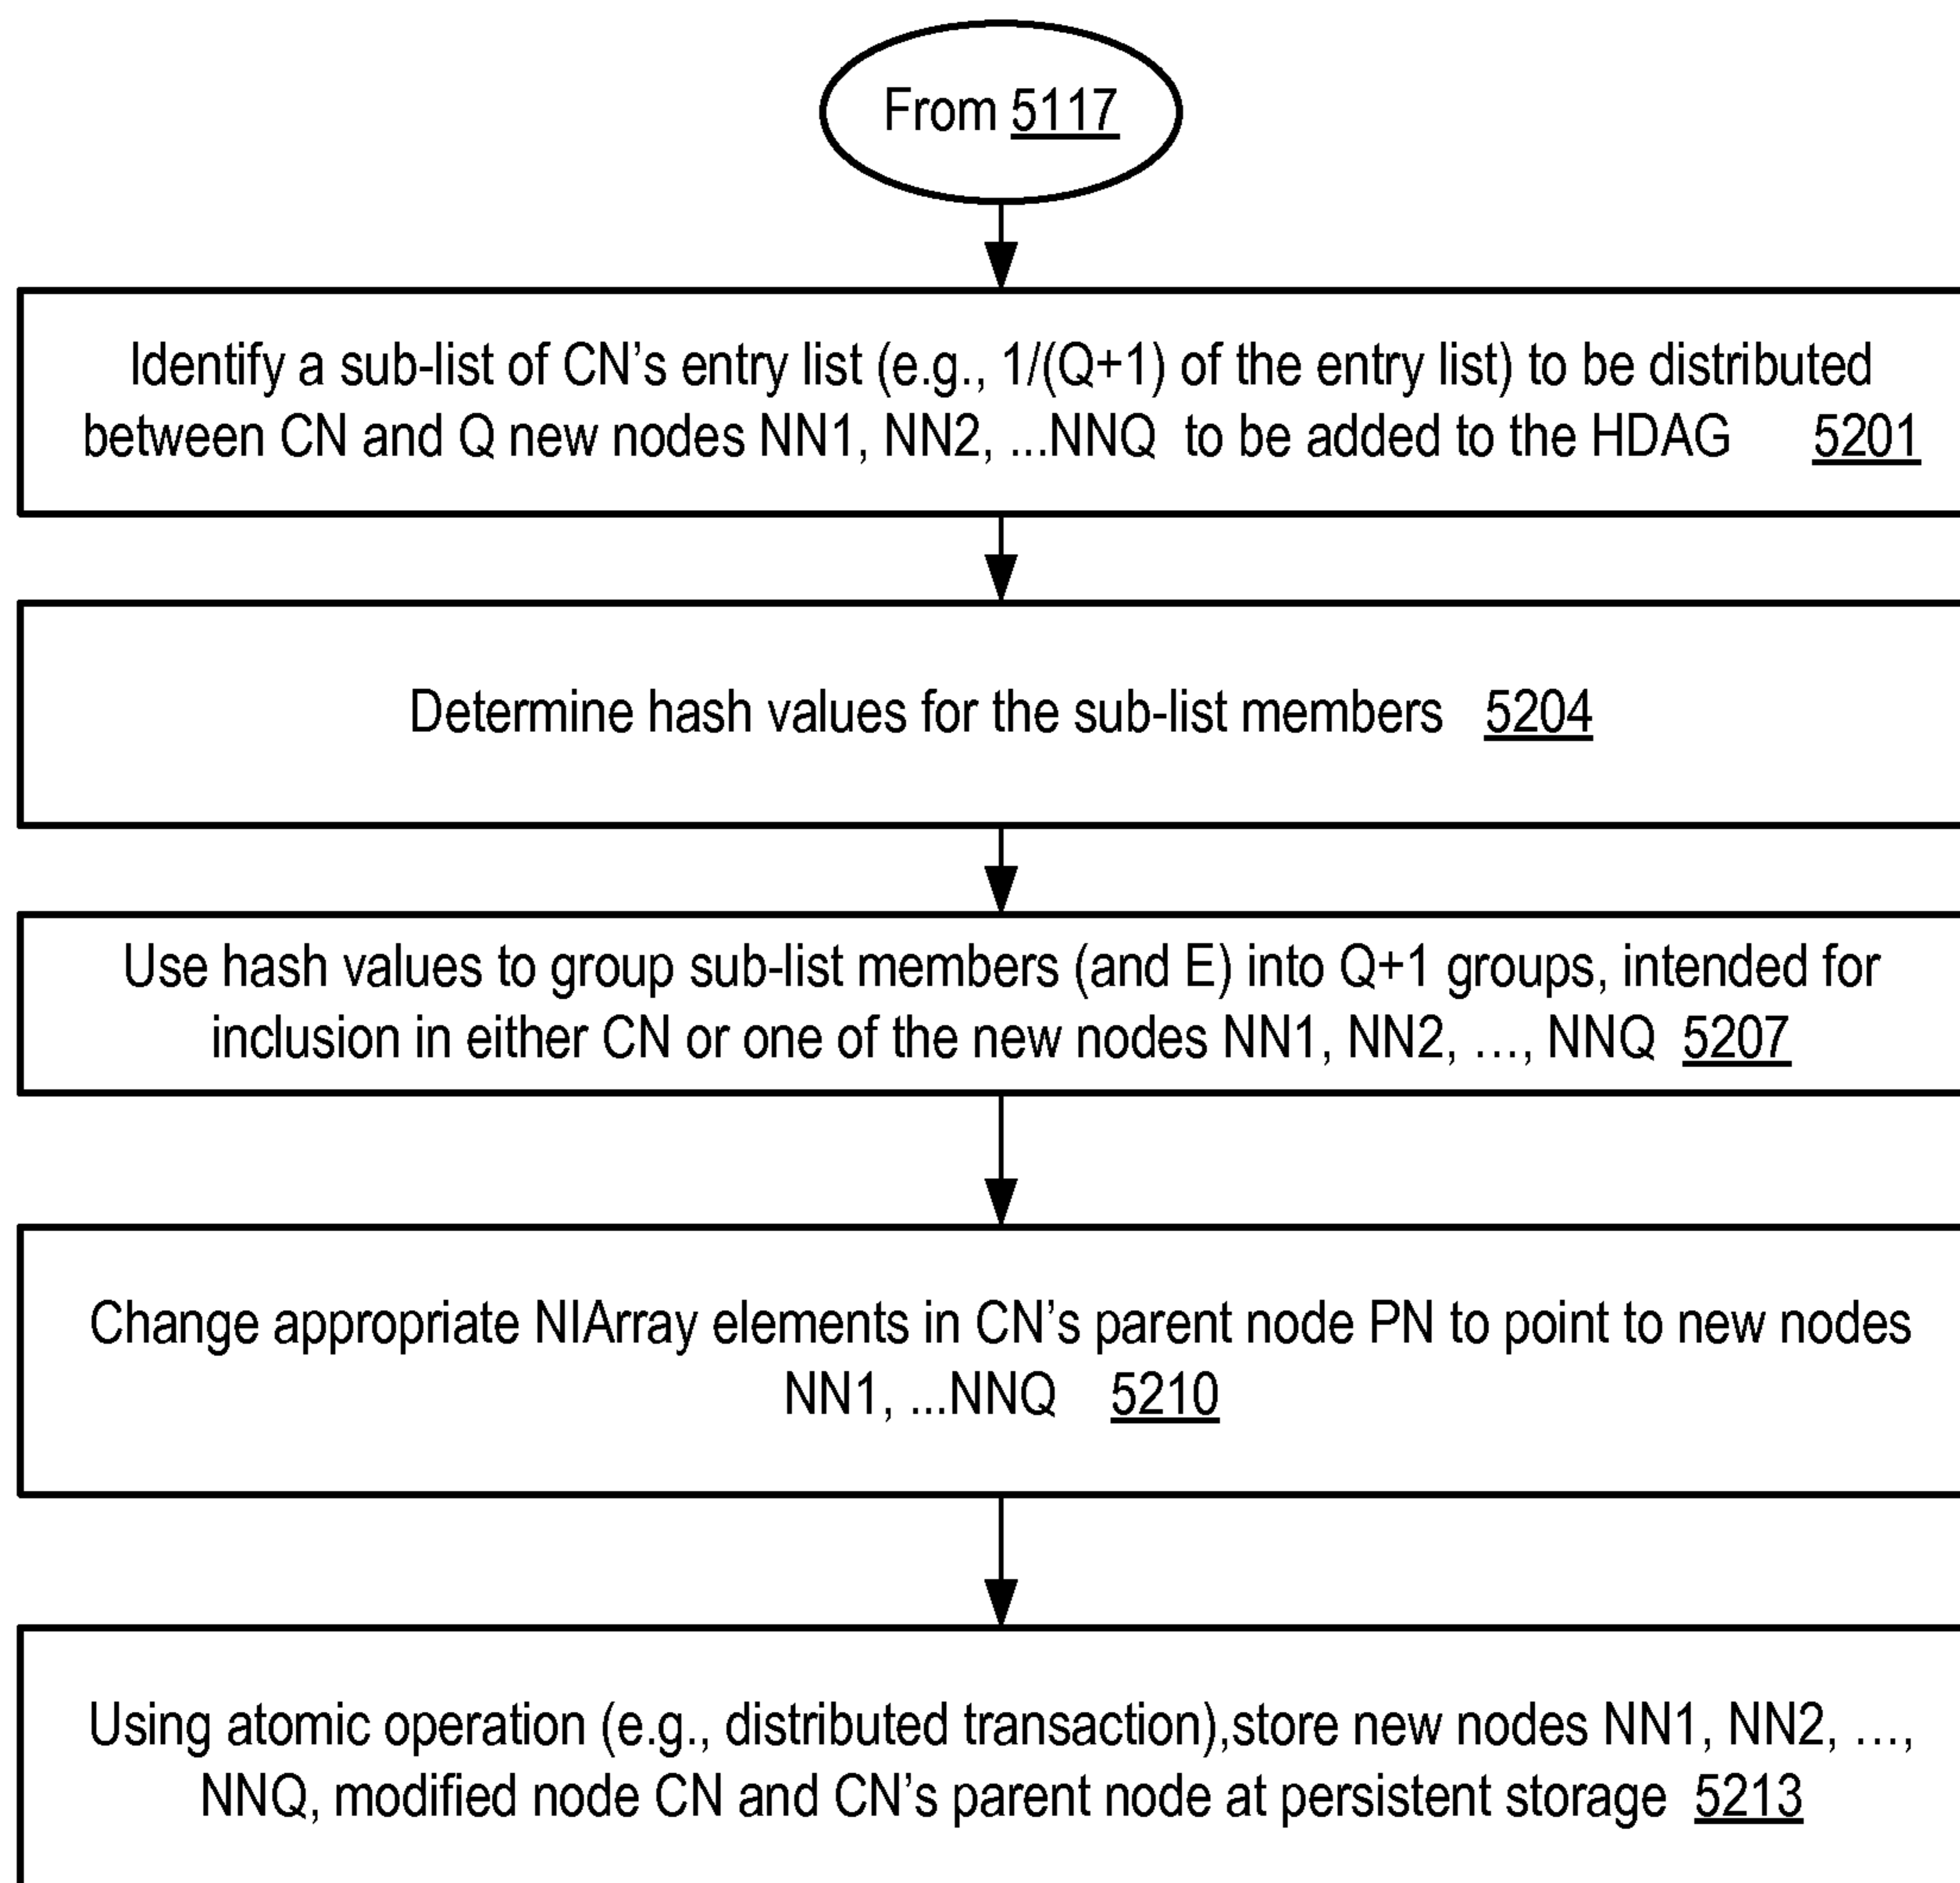 From 5117
Identify a sub-list of CN’s entry list (e.g., 1/(Q+1) of the entry list) to be distributed
between CN and Q new nodes NN1, NN2, ...NNQ to be added to the HDAG 5201
Determine hash values for the sub-list members 5204
Use hash values to group sub-list members (and E) into Q+1 groups, intended for
inclusion in either CN or one of the new nodes NN1, NN2, …, NNQ 5207
Change appropriate NIArray elements in CN’s parent node PN to point to new nodes
NN1, ...NNQ 5210
Using atomic operation (e.g., distributed transaction),store new nodes NN1, NN2, …,
NNQ, modified node CN and CN’s parent node at persistent storage 5213